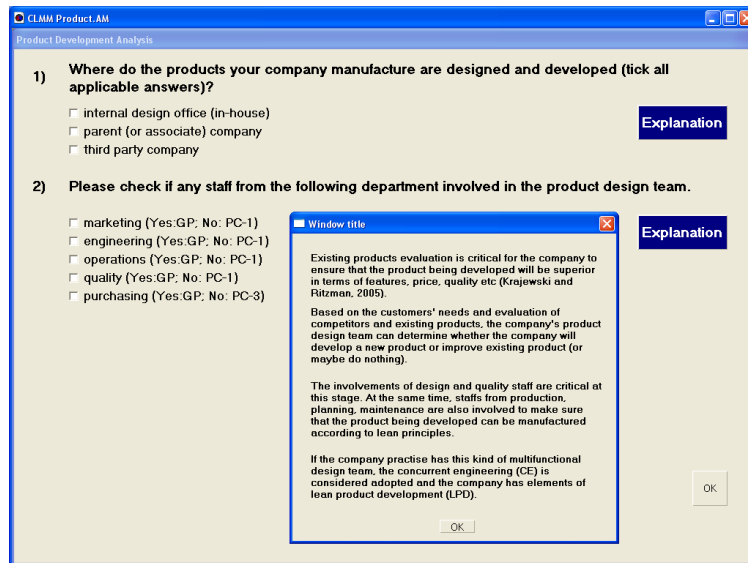 CLMM Product.AM
Product Development Analysis
1) Where do the products your company manufacture are designed and developed (tick all
applicable answers)?
internal design office (in-house)
parent (or associate) company
third party company
Explanation
2) Please check if any staff from the following department involved in the product design team.
marketing (Yes:GP; No: PC-1)
engineering (Yes:GP; No: PC-1)
operations (Yes:GP; No: PC-1)
quality (Yes:GP; No: PC-1)
purchasing (Yes:GP; No: PC-3)
Explanation
Window title
Existing products evaluation is critical for the company to
ensure that the product being developed will be superior
in terms of features, price, quality etc (Krajewski and
Ritzman, 2005).
Based on the customers' needs and evaluation of
competitors and existing products, the company's product
design team can determine whether the company will
develop a new product or improve existing product (or
maybe do nothing).
The involvements of design and quality staff are critical at
this stage. At the same time, staffs from production,
planning, maintenance are also involved to make sure
that the product being developed can be manufactured
according to lean principles.
If the company practise has this kind of multifunctional
design team, the concurrent engineering (CE) is
considered adopted and the company has elements of
lean product development (LPD).
OK
OK